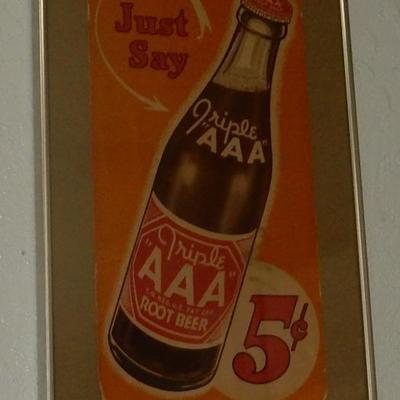 Just
Say
Triple
"AAA"
Triple
"AAA"
ROOT BEER
5¢